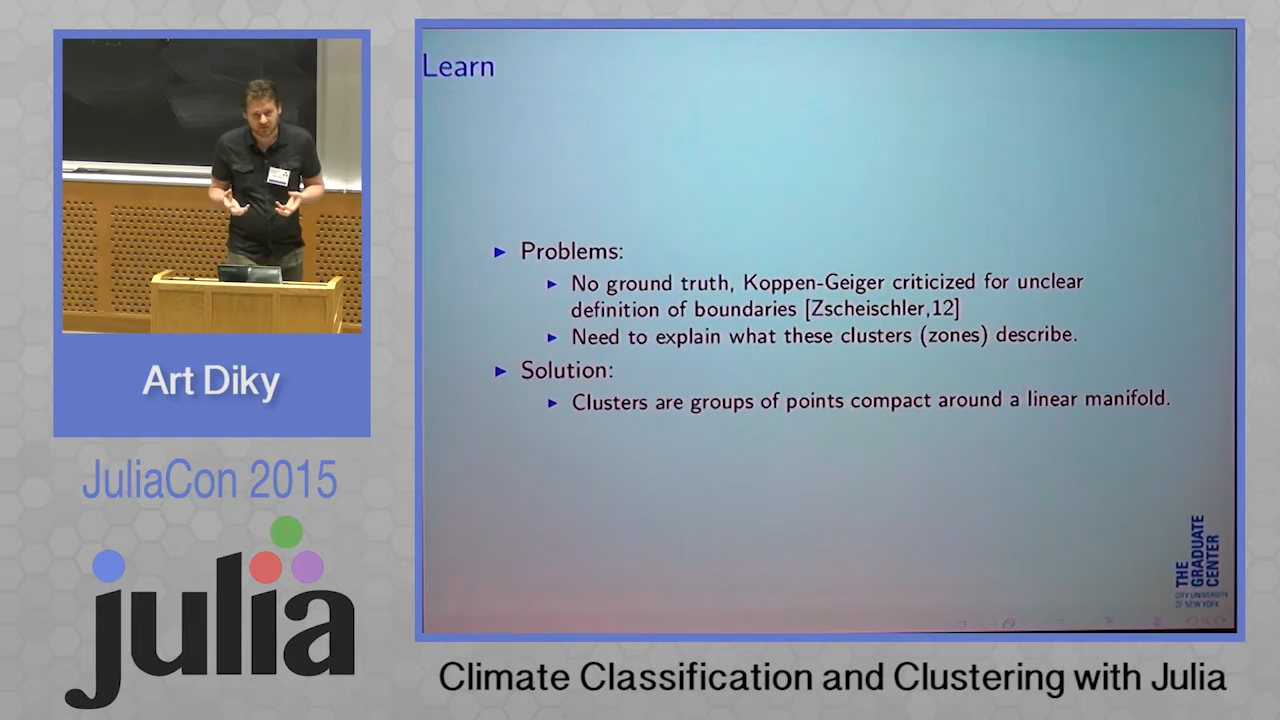 Learn
Problems:
No ground truth, Koppen-Geiger criticized for unclear
definition of boundaries [Zscheischler,12]
Need to explain what these clusters (zones) describe.
Solution:
Clusters are groups of points compact around a linear manifold.
THE
GRADUATE
CENTER
CITY UNIVERSITY
OF NEW YORK
Art Diky
JuliaCon 2015
julia
Climate Classification and Clustering with Julia